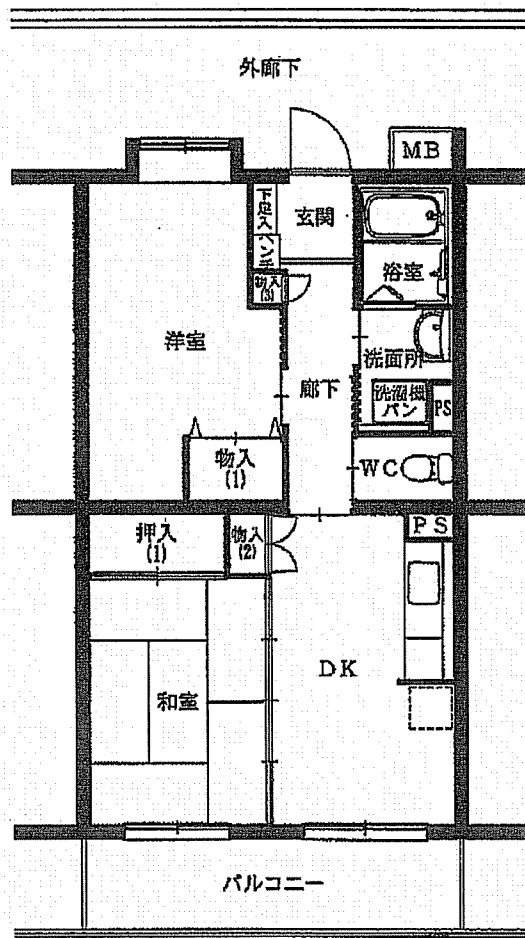 外廊下
MB
下足入
ベンチ
玄関
浴室
物入
(3)
洋室
洗面所
廊下
洗濯機
パン
PS
物入
(1)
WC
PS
押入
(1)
物入
(2)
DK
和室
バルコニー